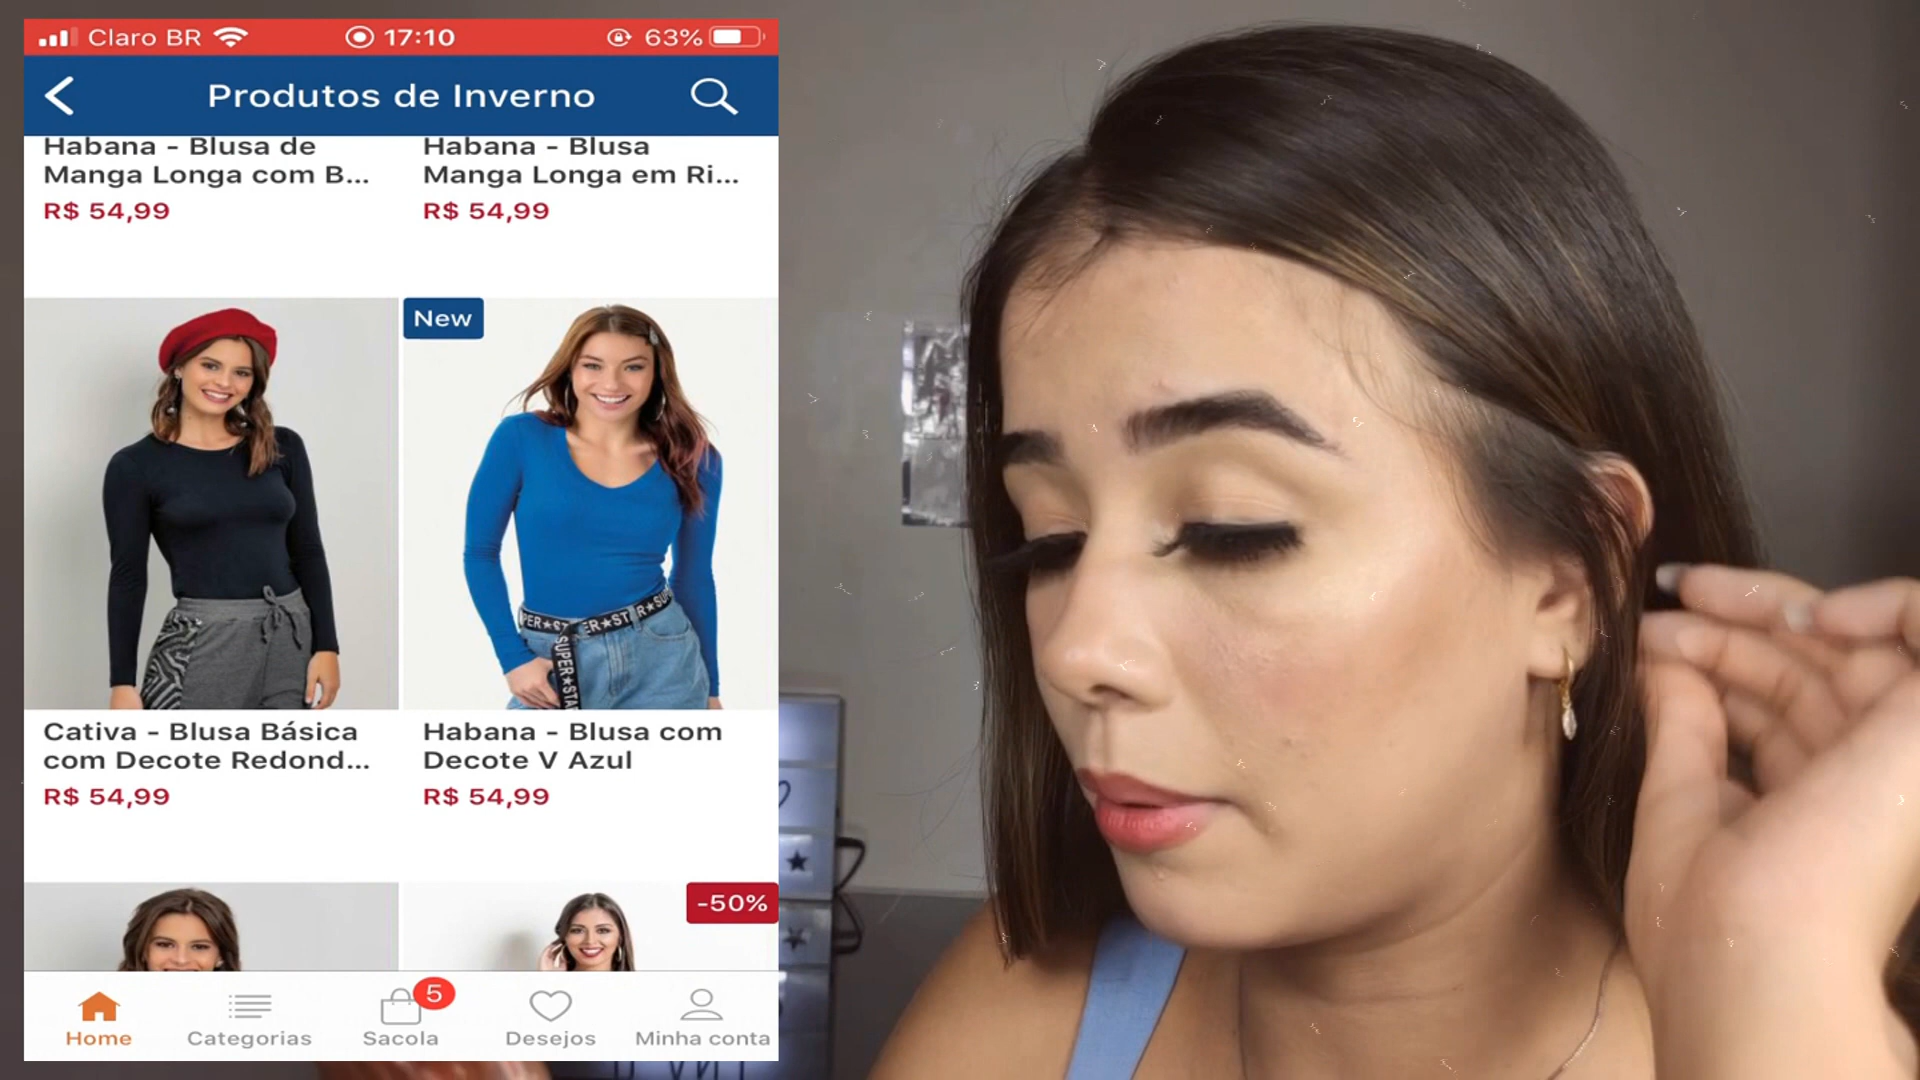 Claro BR 17:10 63%
Produtos de Inverno
Habana - Blusa de
Manga Longa com B...
R$ 54,99
Habana - Blusa
Manga Longa em Ri...
R$ 54,99
New
SUPER★STAR
Cativa - Blusa Básica
com Decote Redond...
R$ 54,99
Habana - Blusa com
Decote V Azul
R$ 54,99
-50%
5
Home
Categorias
Sacola
Desejos
Minha conta